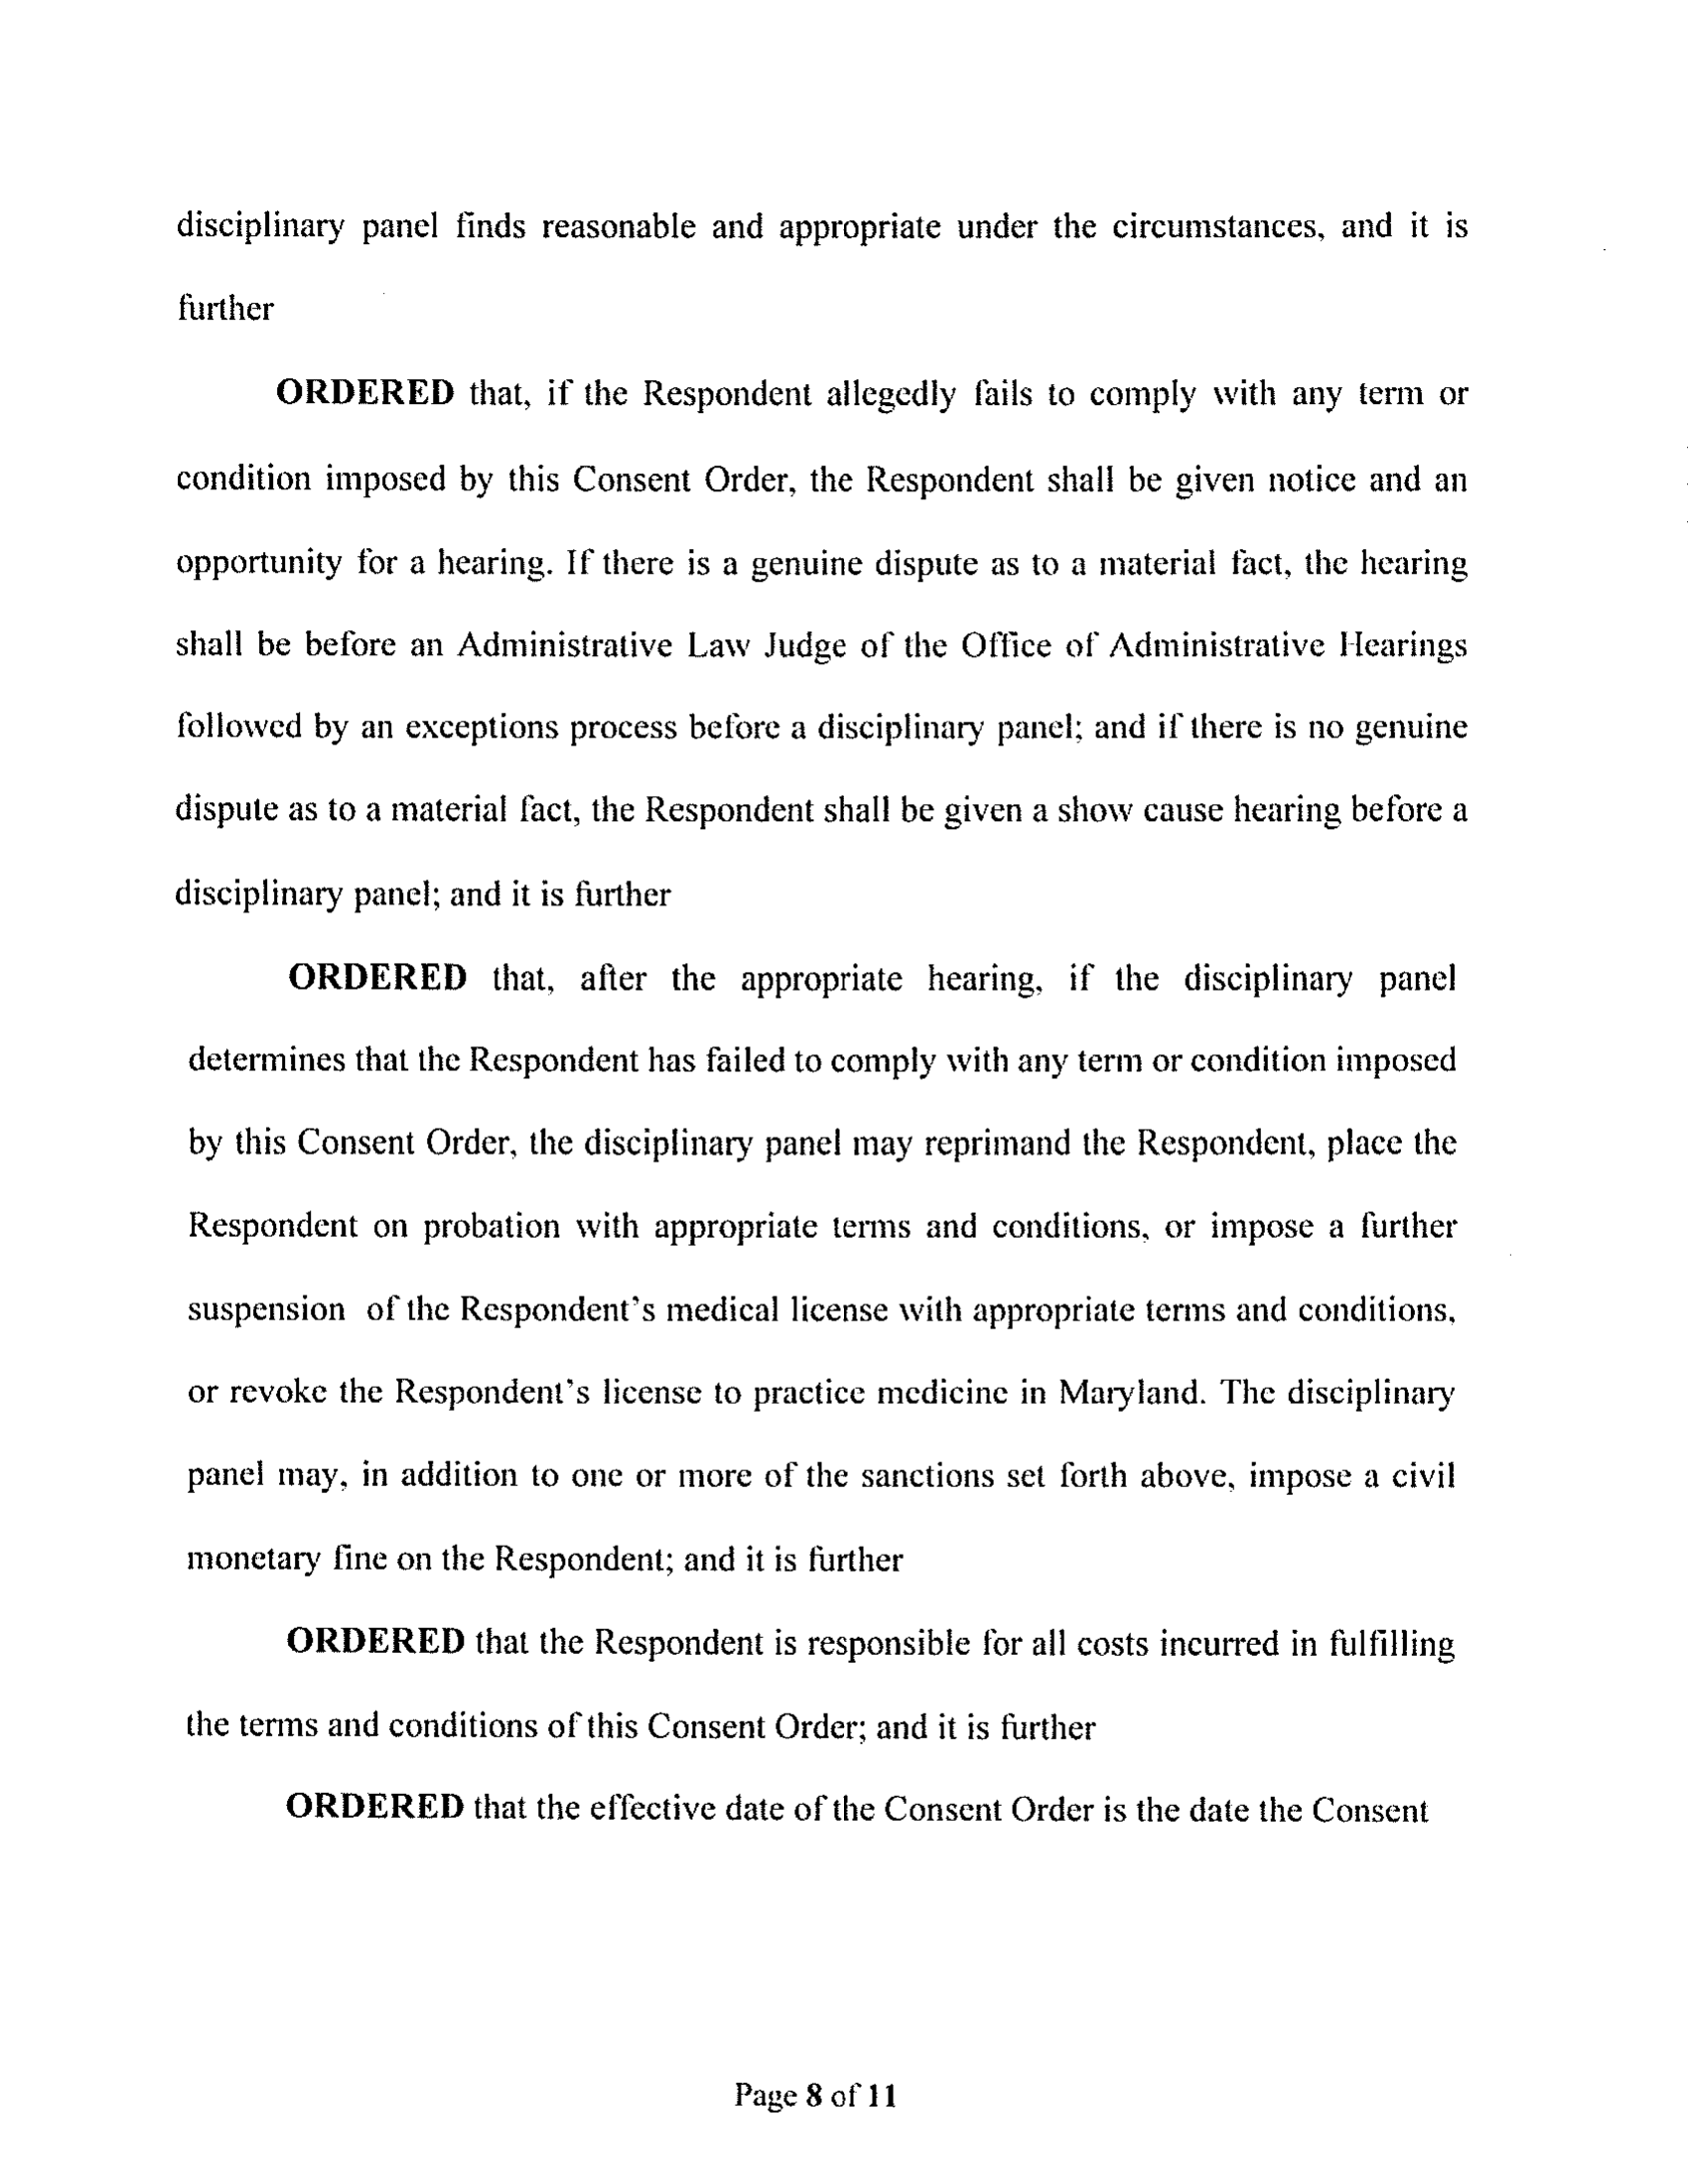 disciplinary panel finds reasonable and appropriate under the circumstances, and it is
further
ORDERED that, if the Respondent allegedly fails to comply with any term or
condition imposed by this Consent Order, the Respondent shall be given notice and an
opportunity for a hearing. If there is a genuine dispute as to a material fact, the hearing
shall be before an Administrative Law Judge of the Office of Administrative Hearings
followed by an exceptions process before a disciplinary panel; and if there is no genuine
dispute as to a material fact, the Respondent shall be given a show cause hearing before a
disciplinary panel; and it is further
ORDERED that, after the appropriate hearing, if the disciplinary panel
determines that the Respondent has failed to comply with any term or condition imposed
by this Consent Order, the disciplinary panel may reprimand the Respondent, place the
Respondent on probation with appropriate terms and conditions, or impose a further
suspension of the Respondent's medical license with appropriate terms and conditions,
or revoke the Respondent's license to practice medicine in Maryland. The disciplinary
panel may, in addition to one or more of the sanctions set forth above, impose a civil
monetary fine on the Respondent; and it is further
ORDERED that the Respondent is responsible for all costs incurred in fulfilling
the terms and conditions of this Consent Order; and it is further
ORDERED that the effective date of the Consent Order is the date the Consent
Page 8 of 11